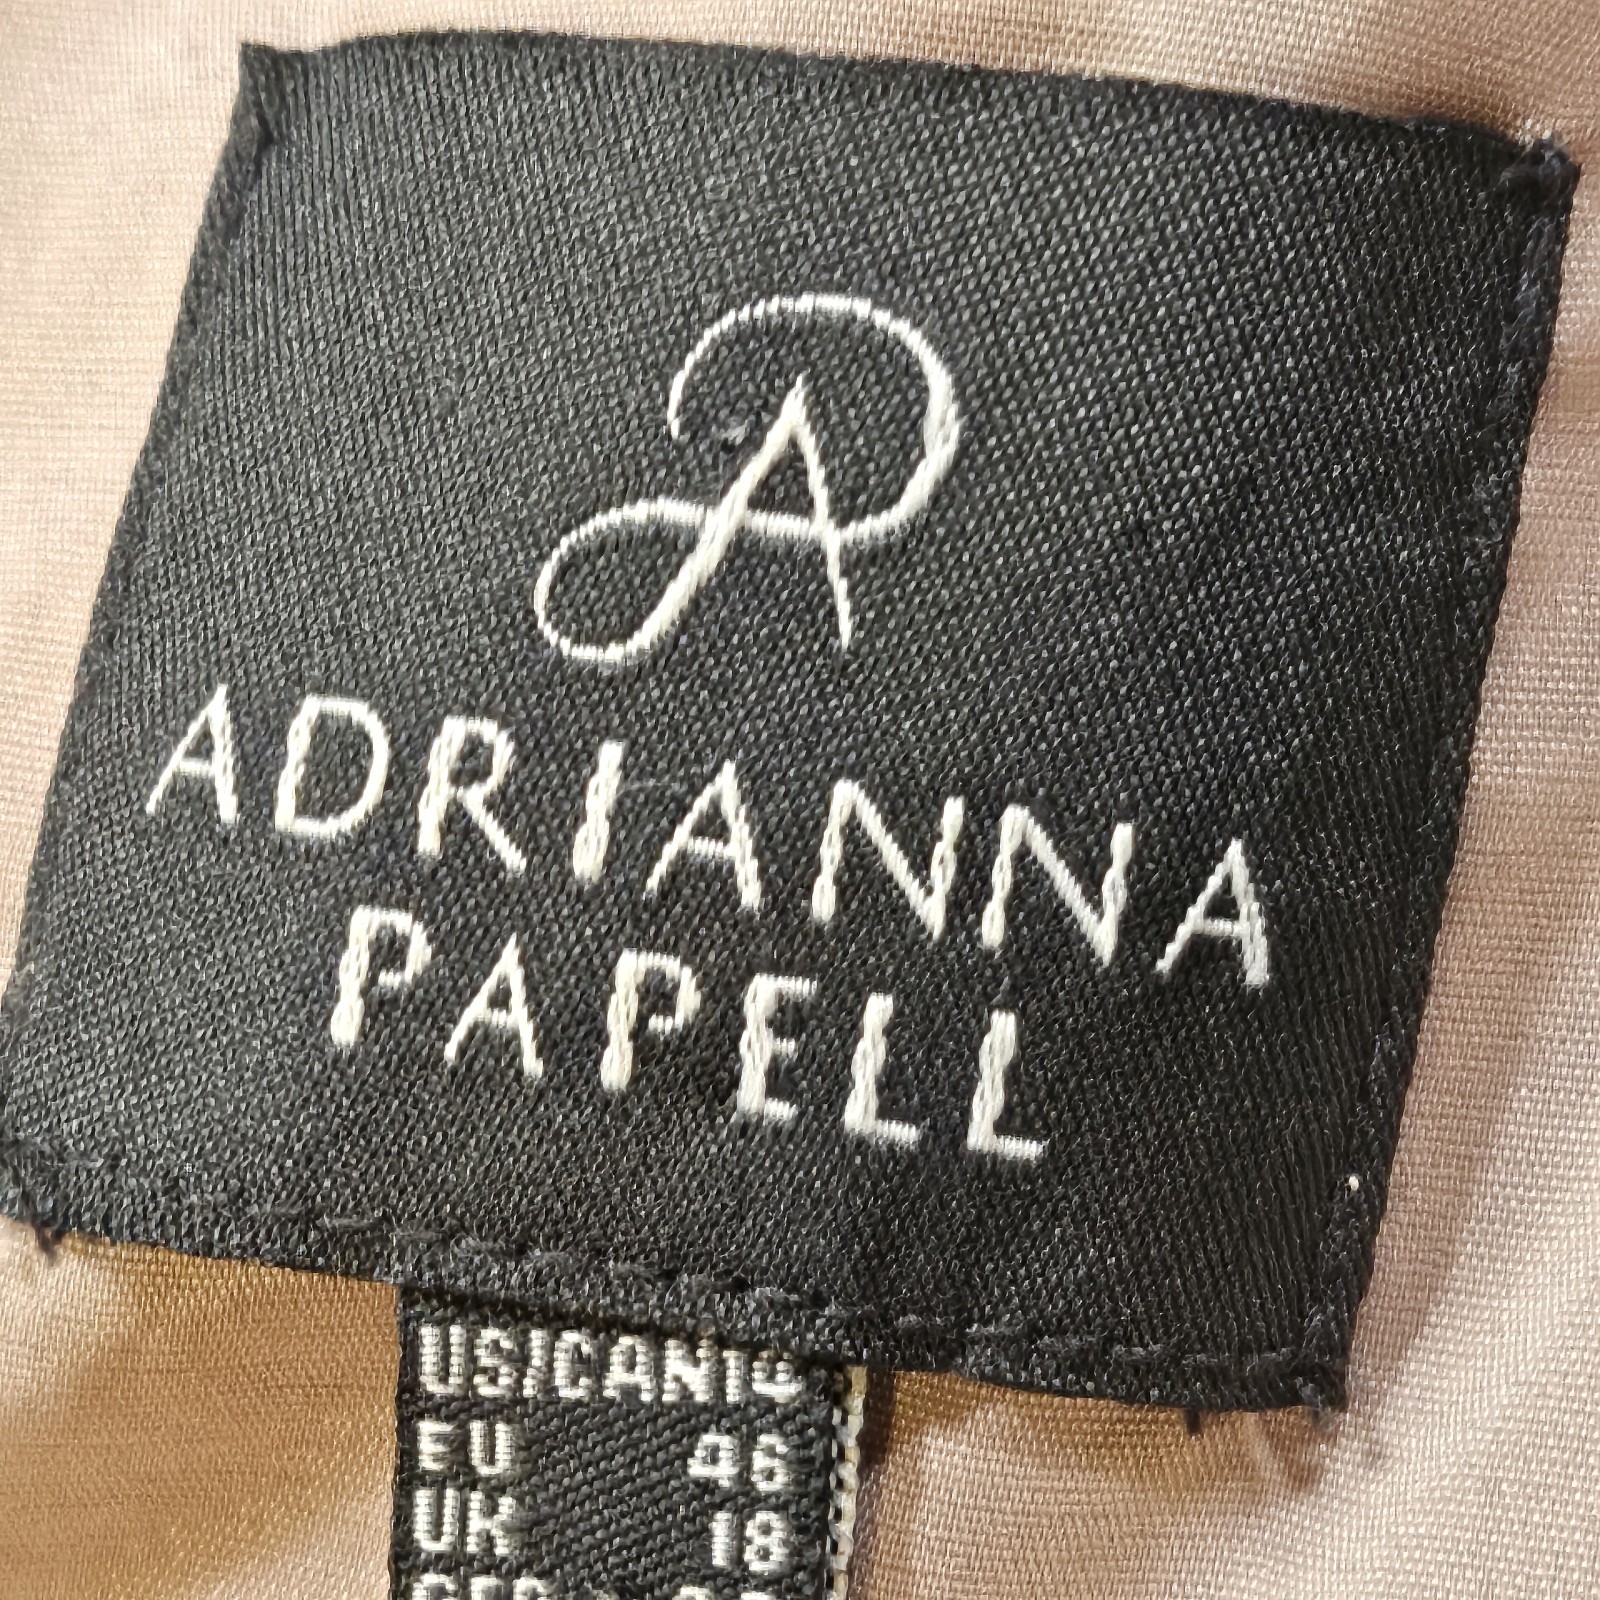 ADRIANNA
PAPELL
US/CAN 14
EU 46
UK 18